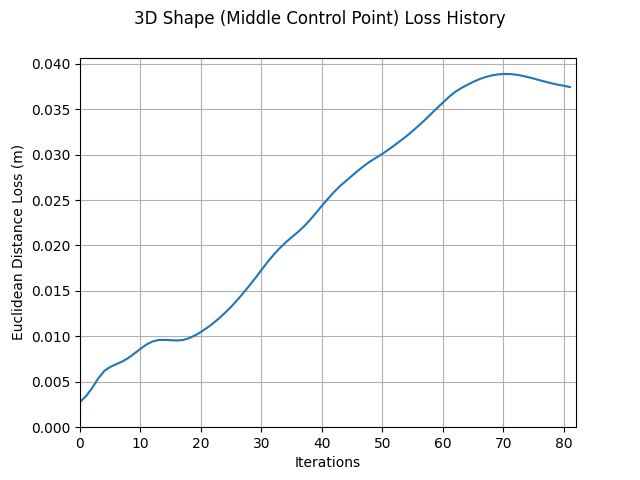 3D Shape (Middle Control Point) Loss History
0.040
0.035
0.030
0.025
0.020
0.015
0.010
0.005
0.000
Euclidean Distance Loss (m)
0 10 20 30 40 50 60 70 80
Iterations